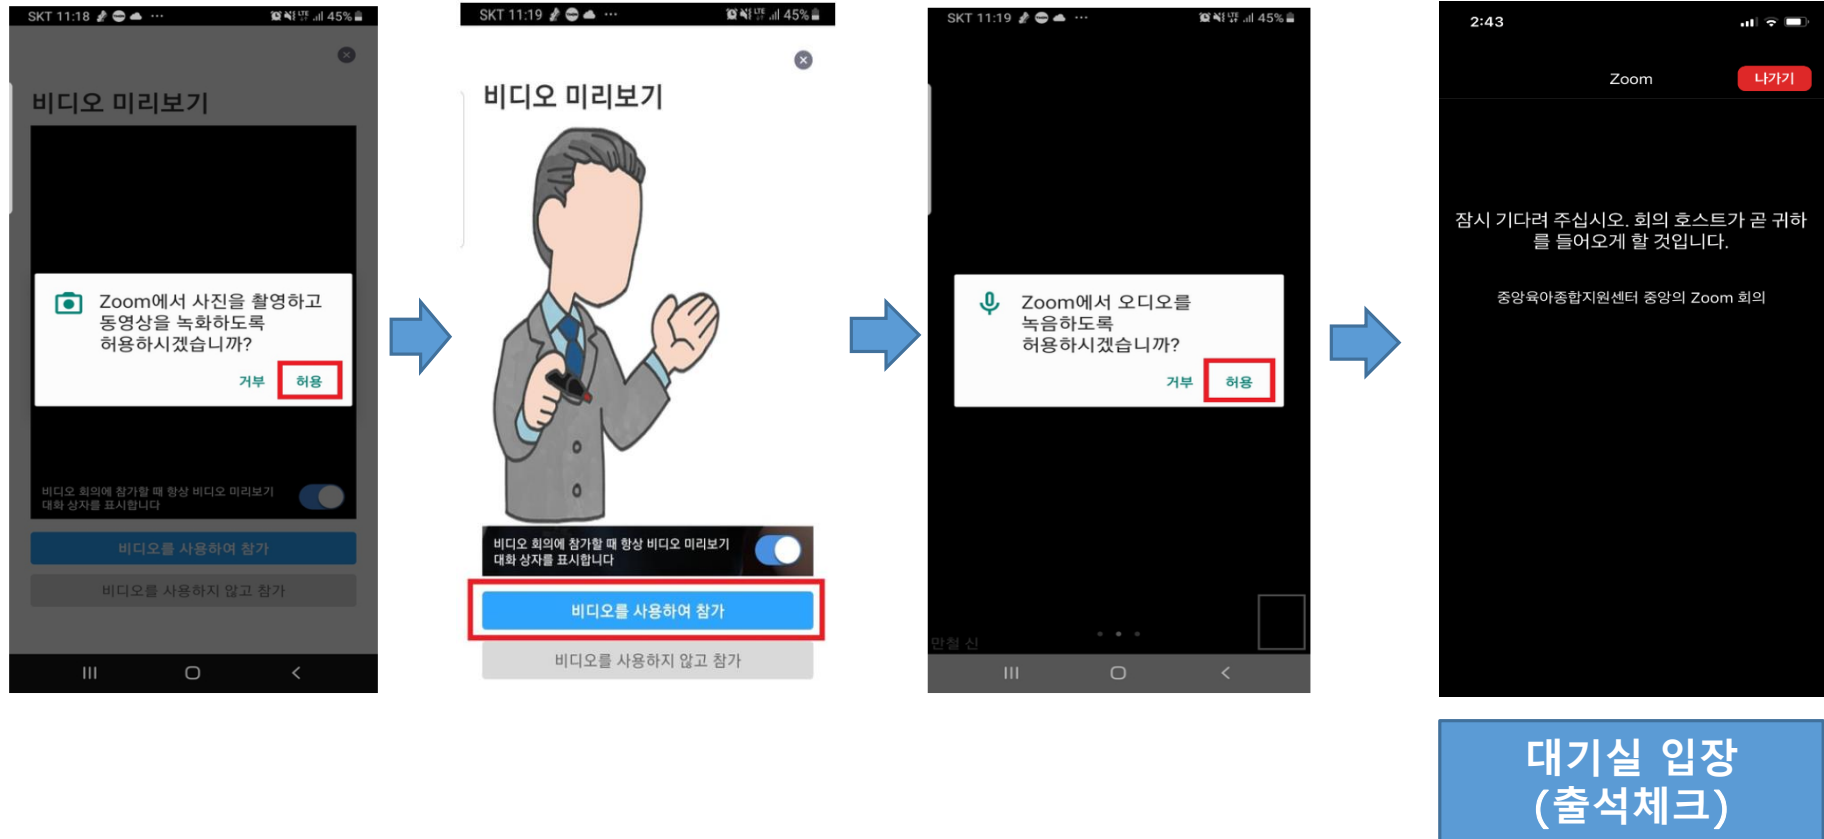 SKT 11:18
45%
비디오 미리보기
Zoom에서 사진을 촬영하고
동영상을 녹화하도록
허용하시겠습니까?
거부 허용
비디오 회의에 참가할 때 항상 비디오 미리보기
대화 상자를 표시합니다
비디오를 사용하여 참가
비디오를 사용하지 않고 참가
SKT 11:19
LTE 45%
비디오 미리보기
비디오 회의에 참가할 때 항상 비디오 미리보기
대화 상자를 표시합니다
비디오를 사용하여 참가
비디오를 사용하지 않고 참가
SKT 11:19
45%
Zoom에서 오디오를
녹음하도록
허용하시겠습니까?
거부 허용
만철 신
2:43
Zoom 나가기
잠시 기다려 주십시오. 회의 호스트가 곧 귀하
를 들어오게 할 것입니다.
중앙육아종합지원센터 중앙의 Zoom 회의
대기실 입장
(출석체크)